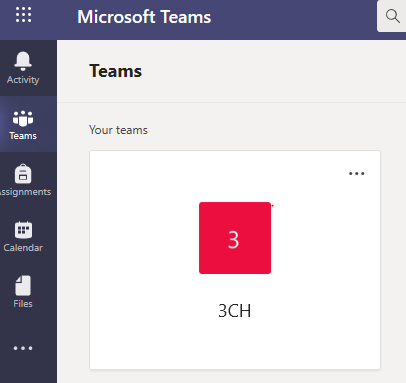 Microsoft Teams
Activity
Teams
Assignments
Calendar
Files
Teams
Your teams
3
3CH